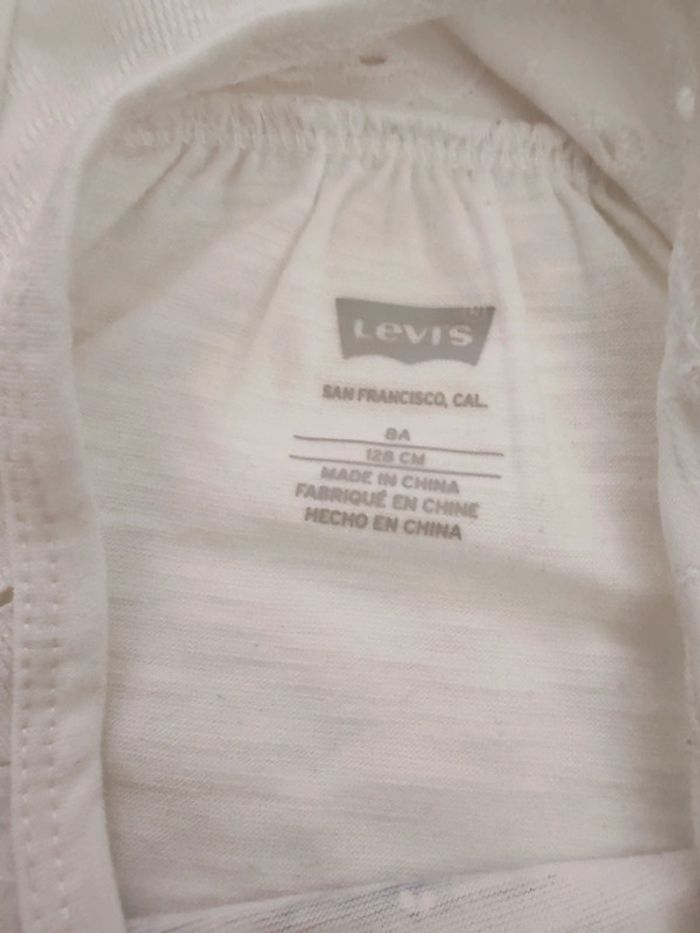 Levi's
SAN FRANCISCO, CAL.
8A
128 CM
MADE IN CHINA
FABRIQUÉ EN CHINE
HECHO EN CHINA